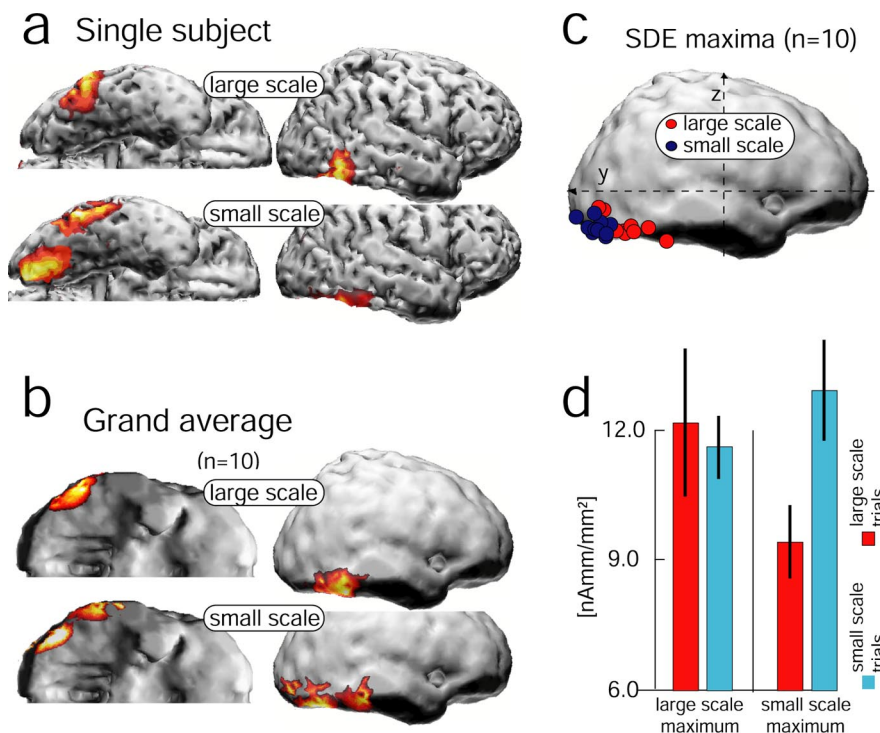 a Single subject
large scale
small scale
b Grand average
(n=10)
large scale
small scale
c SDE maxima (n=10)
z
large scale
small scale
y
d
12.0
9.0
6.0
[nAmm/mm²]
large scale
maximum
small scale
maximum
large scale
trials
small scale
trials